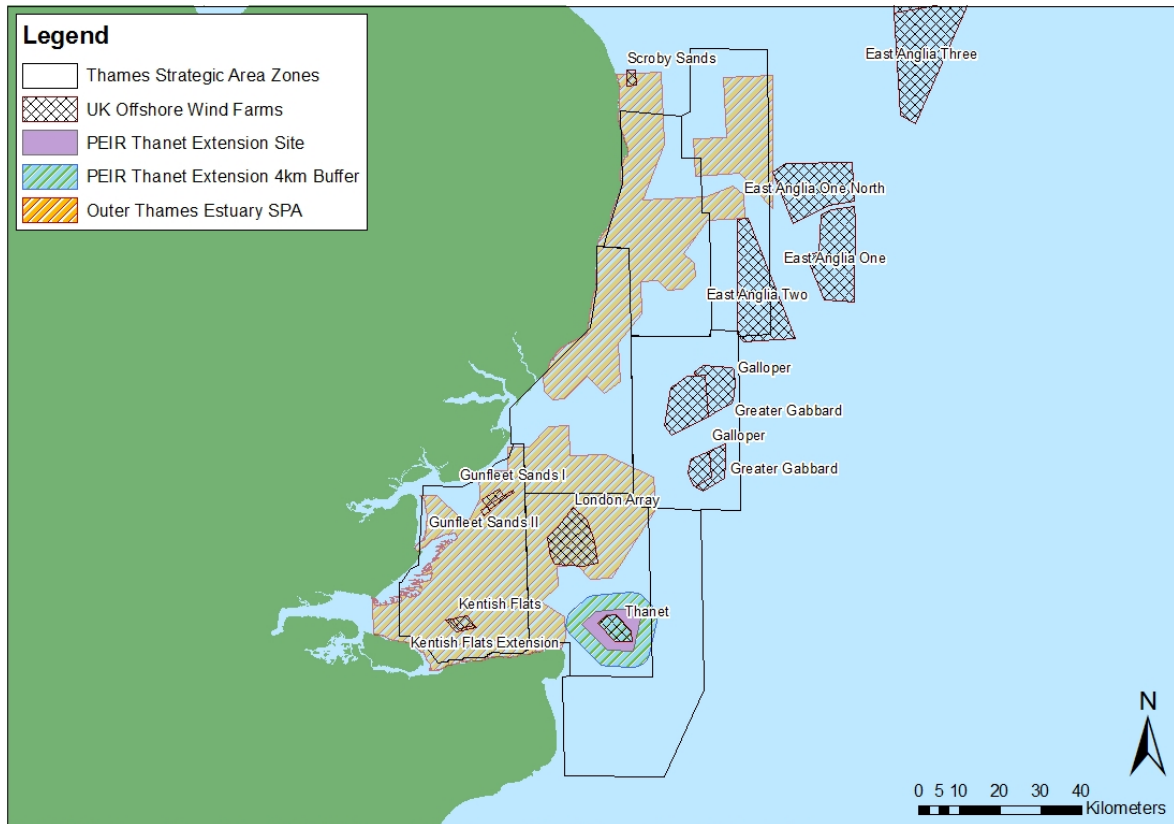 Legend
Thames Strategic Area Zones
UK Offshore Wind Farms
PEIR Thanet Extension Site
PEIR Thanet Extension 4km Buffer
Outer Thames Estuary SPA
Scroby Sands
East Anglia Three
East Anglia One North
East Anglia One
East Anglia Two
Galloper
Greater Gabbard
Galloper
Greater Gabbard
Gunfleet Sands I
London Array
Gunfleet Sands II
Kentish Flats
Thanet
Kentish Flats Extension
N
0 5 10 20 30 40
Kilometers